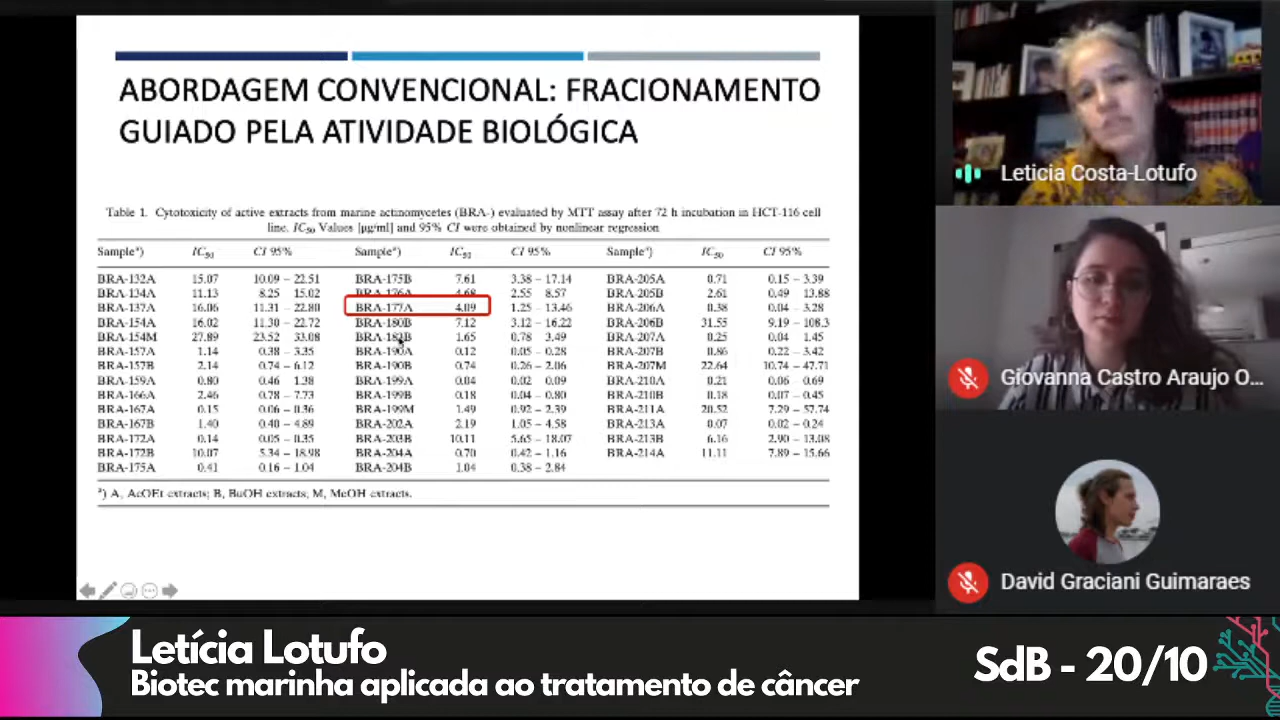 ABORDAGEM CONVENCIONAL: FRACIONAMENTO
GUIADO PELA ATIVIDADE BIOLÓGICA
Table 1. Cytotoxicity of active extracts from marine actinomycetes (BRA-) evaluated by MTT assay after 72 h incubation in HCT-116 cell
line. IC50 Values [µg/ml] and 95% CI were obtained by nonlinear regression
Sampleᵃ) IC50 CI 95% Sampleᵃ) IC50 CI 95% Sampleᵃ) IC50 CI 95%
BRA-132A 15.07 10.09 – 22.51 BRA-175B 7.61 3.38 – 17.14 BRA-205A 0.71 0.15 – 3.39
BRA-134A 11.13 8.25 15.02 BRA-176A 4.68 2.55 8.57 BRA-205B 2.61 0.49 13.88
BRA-137A 16.06 11.31 – 22.80 BRA-177A 4.09 1.25 – 13.46 BRA-206A 0.38 0.04 – 3.28
BRA-154A 16.02 11.30 – 22.72 BRA-180B 7.12 3.12 – 16.22 BRA-206B 31.55 9.19 – 108.3
BRA-154M 27.89 23.52 33.08 1.65 0.78 3.49 BRA-207A 0.25 0.04 1.45
BRA-157A 1.14 0.38 – 3.35 BRA-190A 0.12 0.05 – 0.28 BRA-207B 0.86 0.22 – 3.42
BRA-157B 2.14 0.74 – 6.12 BRA-190B 0.74 0.26 – 2.06 BRA-207M 22.64 10.74 – 47.71
BRA-159A 0.80 0.46 1.38 BRA-199A 0.04 0.02 0.09 BRA-210A 0.21 0.06 0.69
BRA-166A 2.46 0.78 – 7.73 BRA-199B 0.18 0.04 – 0.80 BRA-210B 0.18 0.07 – 0.45
BRA-167A 0.15 0.06 – 0.36 BRA-199M 1.49 0.92 – 2.39 BRA-211A 20.52 7.29 – 57.74
BRA-167B 1.40 0.40 – 4.89 BRA-202A 2.19 1.05 – 4.58 BRA-213A 0.07 0.02 – 0.24
BRA-172A 0.14 0.05 – 0.35 BRA-203B 10.11 5.65 – 18.07 BRA-213B 6.16 2.90 – 13.08
BRA-172B 10.07 5.34 – 18.98 BRA-204A 0.70 0.42 – 1.16 BRA-214A 11.11 7.89 – 15.66
BRA-175A 0.41 0.16 – 1.04 BRA-204B 1.04 0.38 – 2.84
ᵃ) A, AcOEt extracts; B, BuOH extracts; M, MeOH extracts.
Leticia Costa-Lotufo
Giovanna Castro Araujo O...
David Graciani Guimaraes
Letícia Lotufo
Biotec marinha aplicada ao tratamento de câncer
SdB - 20/10